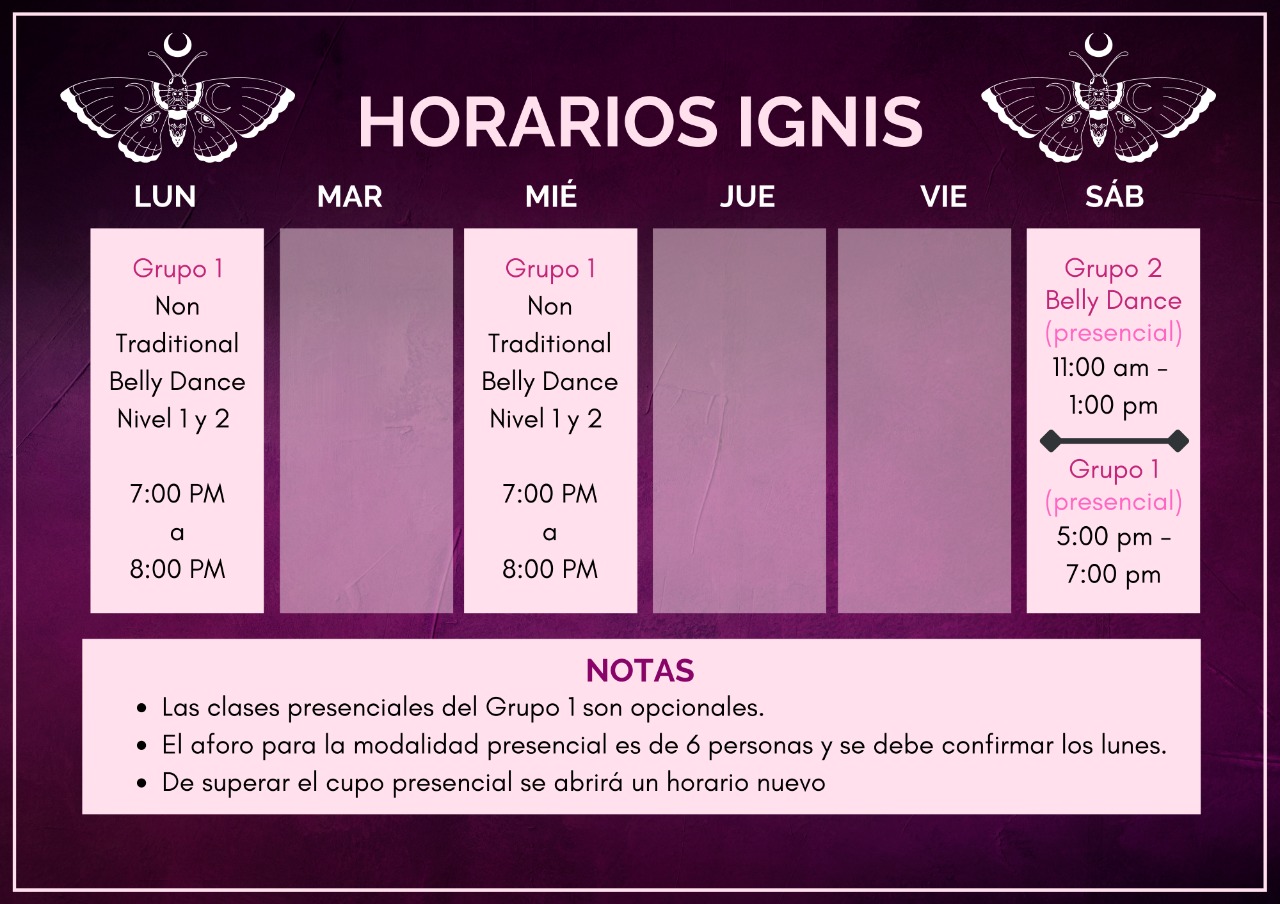 HORARIOS IGNIS
LUN
MAR
MIÉ
JUE
VIE
SÁB
Grupo 1
Non
Traditional
Belly Dance
Nivel 1 y 2
7:00 PM
a
8:00 PM
Grupo 1
Non
Traditional
Belly Dance
Nivel 1 y 2
7:00 PM
a
8:00 PM
Grupo 2
Belly Dance
(presencial)
11:00 am -
1:00 pm
Grupo 1
(presencial)
5:00 pm -
7:00 pm
NOTAS
• Las clases presenciales del Grupo 1 son opcionales.
• El aforo para la modalidad presencial es de 6 personas y se debe confirmar los lunes.
• De superar el cupo presencial se abrirá un horario nuevo